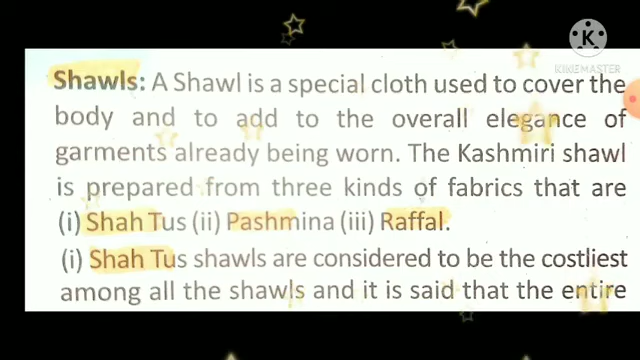 KINEMASTER
Shawls: A Shawl is a special cloth used to cover the
body and to add to the overall elegance of
garments already being worn. The Kashmiri shawl
is prepared from three kinds of fabrics that are
(i) Shah Tus (ii) Pashmina (iii) Raffal.
(i) Shah Tus shawls are considered to be the costliest
among all the shawls and it is said that the entire